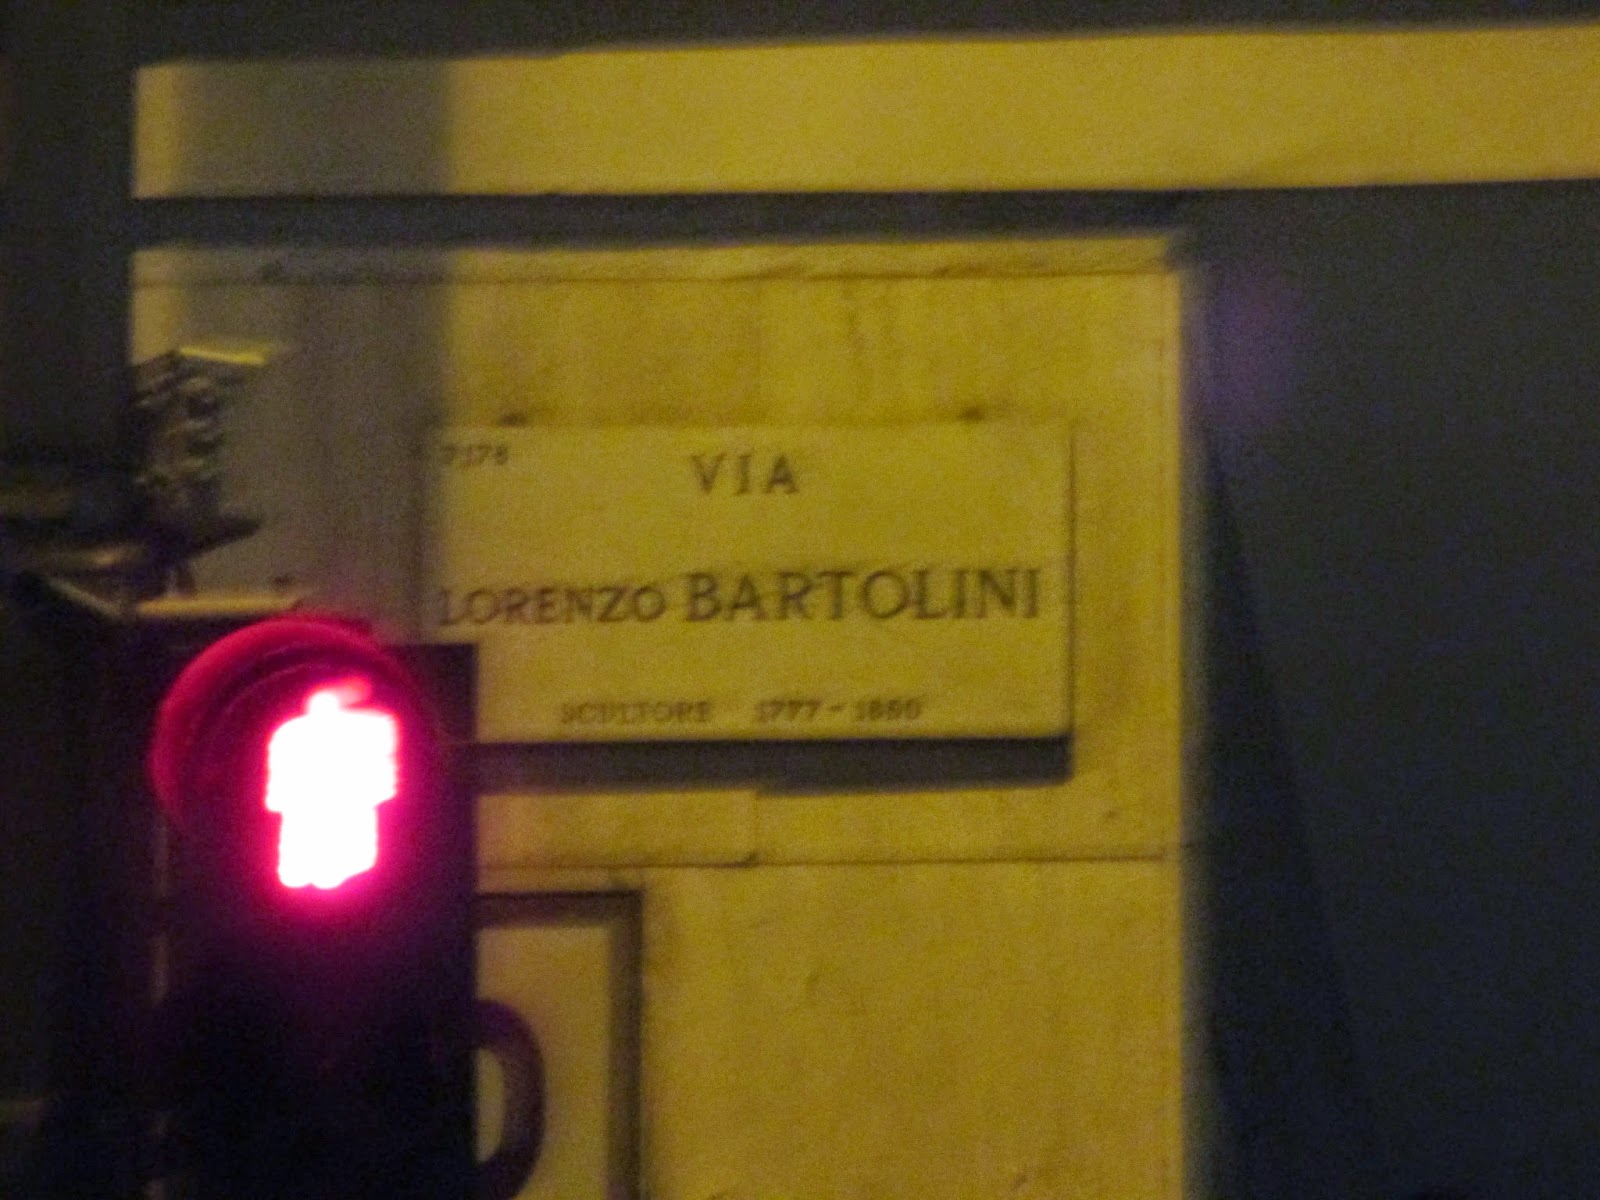 VIA
LORENZO BARTOLINI
SCULTORE 1777 - 1850